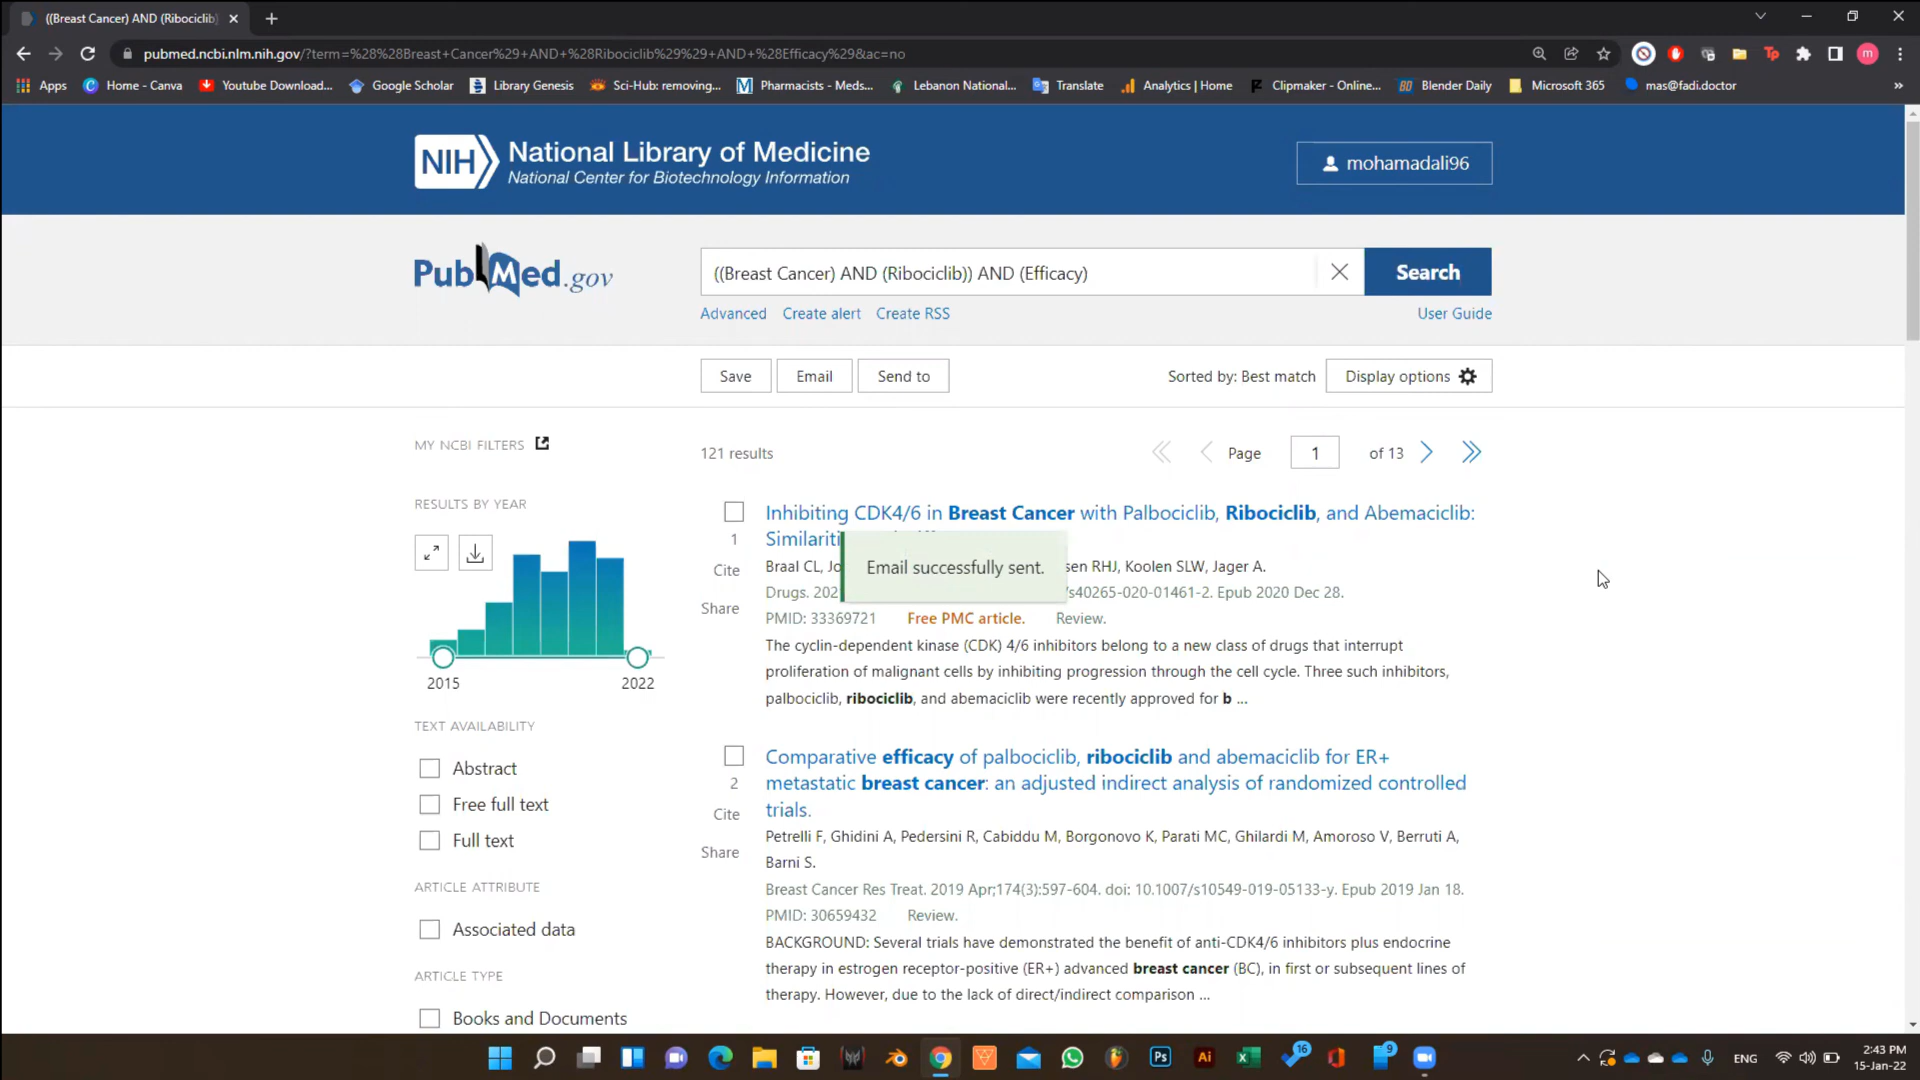 ((Breast Cancer) AND (Ribociclib)
pubmed.ncbi.nlm.nih.gov/?term=%28%28Breast+Cancer%29+AND+%28Ribociclib%29%29+AND+%28Efficacy%29&ac=no
m
Apps
Home - Canva
Youtube Download...
Google Scholar
Library Genesis
Sci-Hub: removing...
Pharmacists - Meds...
Lebanon National...
Translate
Analytics | Home
Clipmaker - Online...
Blender Daily
Microsoft 365
mas@fadi.doctor
NIH National Library of Medicine
National Center for Biotechnology Information
mohamadali96
PubMed.gov
((Breast Cancer) AND (Ribociclib)) AND (Efficacy)
Search
Advanced Create alert Create RSS
User Guide
Save Email Send to
Sorted by: Best match
Display options
MY NCBI FILTERS
121 results
Page 1 of 13
RESULTS BY YEAR
2015 2022
Inhibiting CDK4/6 in Breast Cancer with Palbociclib, Ribociclib, and Abemaciclib:
1
Email successfully sent.
Cite
Braal CL, RHJ, Koolen SLW, Jager A.
Drugs. s40265-020-01461-2. Epub 2020 Dec 28.
Share
PMID: 33369721 Free PMC article. Review.
The cyclin-dependent kinase (CDK) 4/6 inhibitors belong to a new class of drugs that interrupt
proliferation of malignant cells by inhibiting progression through the cell cycle. Three such inhibitors,
palbociclib, ribociclib, and abemaciclib were recently approved for b ...
Comparative efficacy of palbociclib, ribociclib and abemaciclib for ER+
metastatic breast cancer: an adjusted indirect analysis of randomized controlled
trials.
2
Cite
Share
Petrelli F, Ghidini A, Pedersini R, Cabiddu M, Borgonovo K, Parati MC, Ghilardi M, Amoroso V, Berruti A,
Barni S.
Breast Cancer Res Treat. 2019 Apr;174(3):597-604. doi: 10.1007/s10549-019-05133-y. Epub 2019 Jan 18.
PMID: 30659432 Review.
BACKGROUND: Several trials have demonstrated the benefit of anti-CDK4/6 inhibitors plus endocrine
therapy in estrogen receptor-positive (ER+) advanced breast cancer (BC), in first or subsequent lines of
therapy. However, due to the lack of direct/indirect comparison ...
TEXT AVAILABILITY
Abstract
Free full text
Full text
ARTICLE ATTRIBUTE
Associated data
ARTICLE TYPE
Books and Documents
Ps
Ai
16
9
ENG
2:43 PM
15-Jan-22